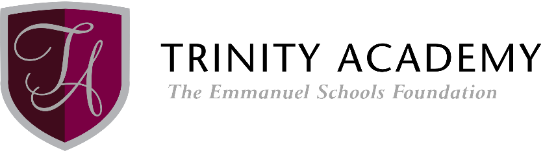 TA
TRINITY ACADEMY
The Emmanuel Schools Foundation